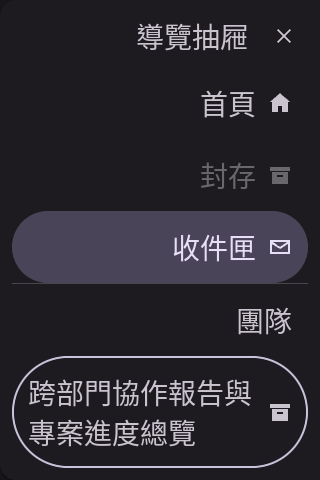 導覽抽屜
首頁
封存
收件匣
團隊
跨部門協作報告與
專案進度總覽